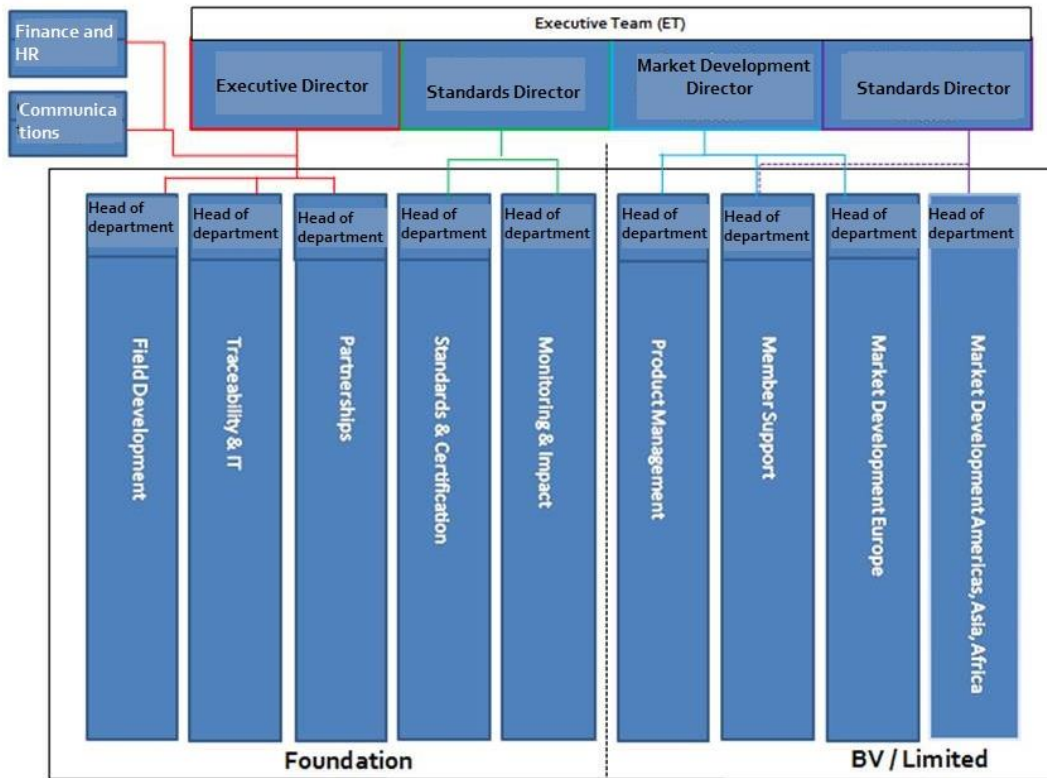 Finance and
HR
Communica
tions
Executive Team (ET)
Executive Director
Standards Director
Market Development
Director
Standards Director
Head of
department
Head of
department
Head of
department
Head of
department
Head of
department
Head of
department
Head of
department
Head of
department
Head of
department
Field Development
Traceability & IT
Partnerships
Standards & Certification
Monitoring & Impact
Product Management
Member Support
Market Development Europe
Market Development Americas, Asia, Africa
Foundation
BV / Limited